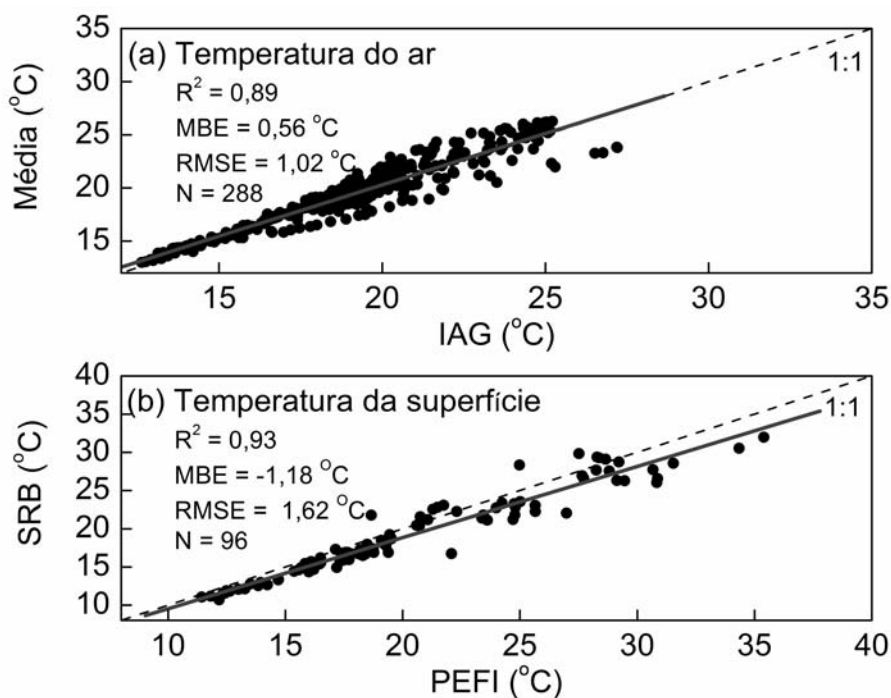 (a) Temperatura do ar
R² = 0,89
MBE = 0,56 °C
RMSE = 1,02 °C
N = 288
1:1
Média (°C)
35
30
25
20
15
15 20 25 30 35
IAG (°C)
(b) Temperatura da superfície
R² = 0,93
MBE = -1,18 °C
RMSE = 1,62 °C
N = 96
1:1
SRB (°C)
40
35
30
25
20
15
10
10 15 20 25 30 35 40
PEFI (°C)